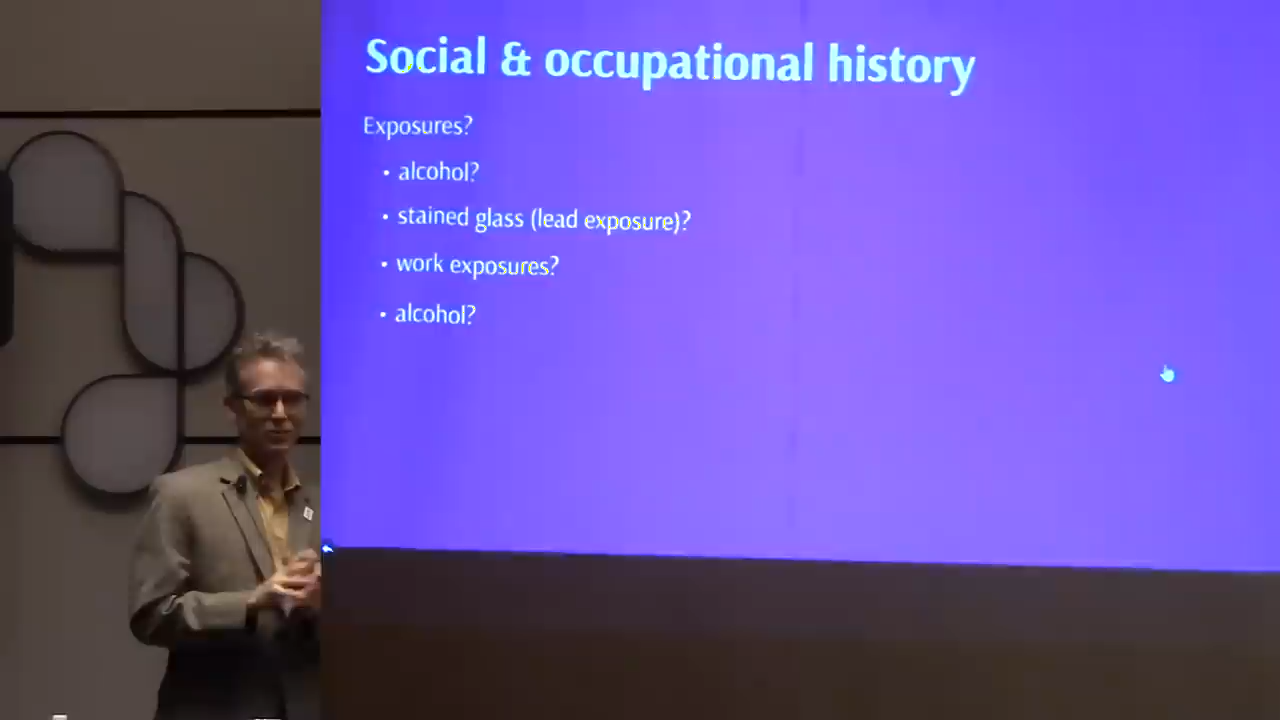 Social & occupational history
Exposures?
• alcohol?
• stained glass (lead exposure)?
• work exposures?
• alcohol?